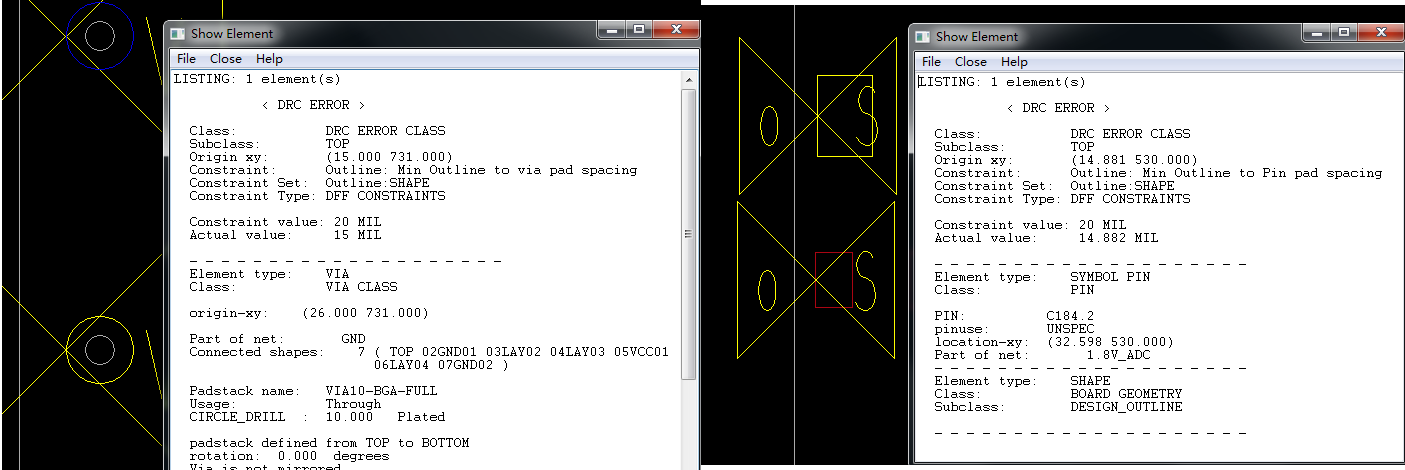 Show Element
File Close Help
LISTING: 1 element(s)
< DRC ERROR >
Class: DRC ERROR CLASS
Subclass: TOP
Origin xy: (15.000 731.000)
Constraint: Outline: Min Outline to via pad spacing
Constraint Set: Outline:SHAPE
Constraint Type: DFF CONSTRAINTS
Constraint value: 20 MIL
Actual value: 15 MIL
- - - - - - - - - - - - - - - - - - - -
Element type: VIA
Class: VIA CLASS
origin-xy: (26.000 731.000)
Part of net: GND
Connected shapes: 7 ( TOP 02GND01 03LAY02 04LAY03 05VCC01
06LAY04 07GND02 )
Padstack name: VIA10-BGA-FULL
Usage: Through
CIRCLE_DRILL : 10.000 Plated
padstack defined from TOP to BOTTOM
rotation: 0.000 degrees
Via is not mirrored
0 S
0 S
Show Element
File Close Help
LISTING: 1 element(s)
< DRC ERROR >
Class: DRC ERROR CLASS
Subclass: TOP
Origin xy: (14.881 530.000)
Constraint: Outline: Min Outline to Pin pad spacing
Constraint Set: Outline:SHAPE
Constraint Type: DFF CONSTRAINTS
Constraint value: 20 MIL
Actual value: 14.882 MIL
- - - - - - - - - - - - - - - - - - - -
Element type: SYMBOL PIN
Class: PIN
PIN: C184.2
pinuse: UNSPEC
location-xy: (32.598 530.000)
Part of net: 1.8V_ADC
- - - - - - - - - - - - - - - - - - - -
Element type: SHAPE
Class: BOARD GEOMETRY
Subclass: DESIGN_OUTLINE
- - - - - - - - - - - - - - - - - - - -